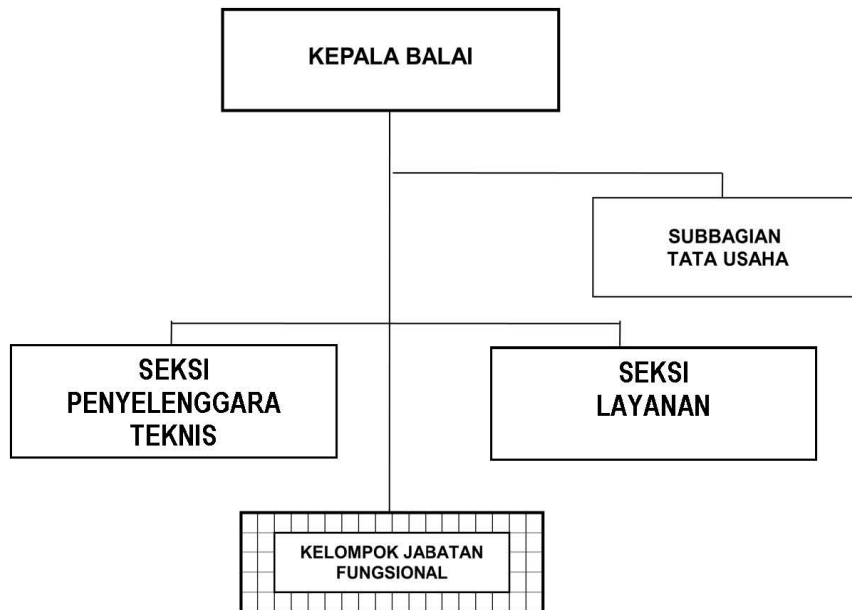 KEPALA BALAI
SUBBAGIAN
TATA USAHA
SEKSI
PENYELENGGARA
TEKNIS
SEKSI
LAYANAN
KELOMPOK JABATAN
FUNGSIONAL